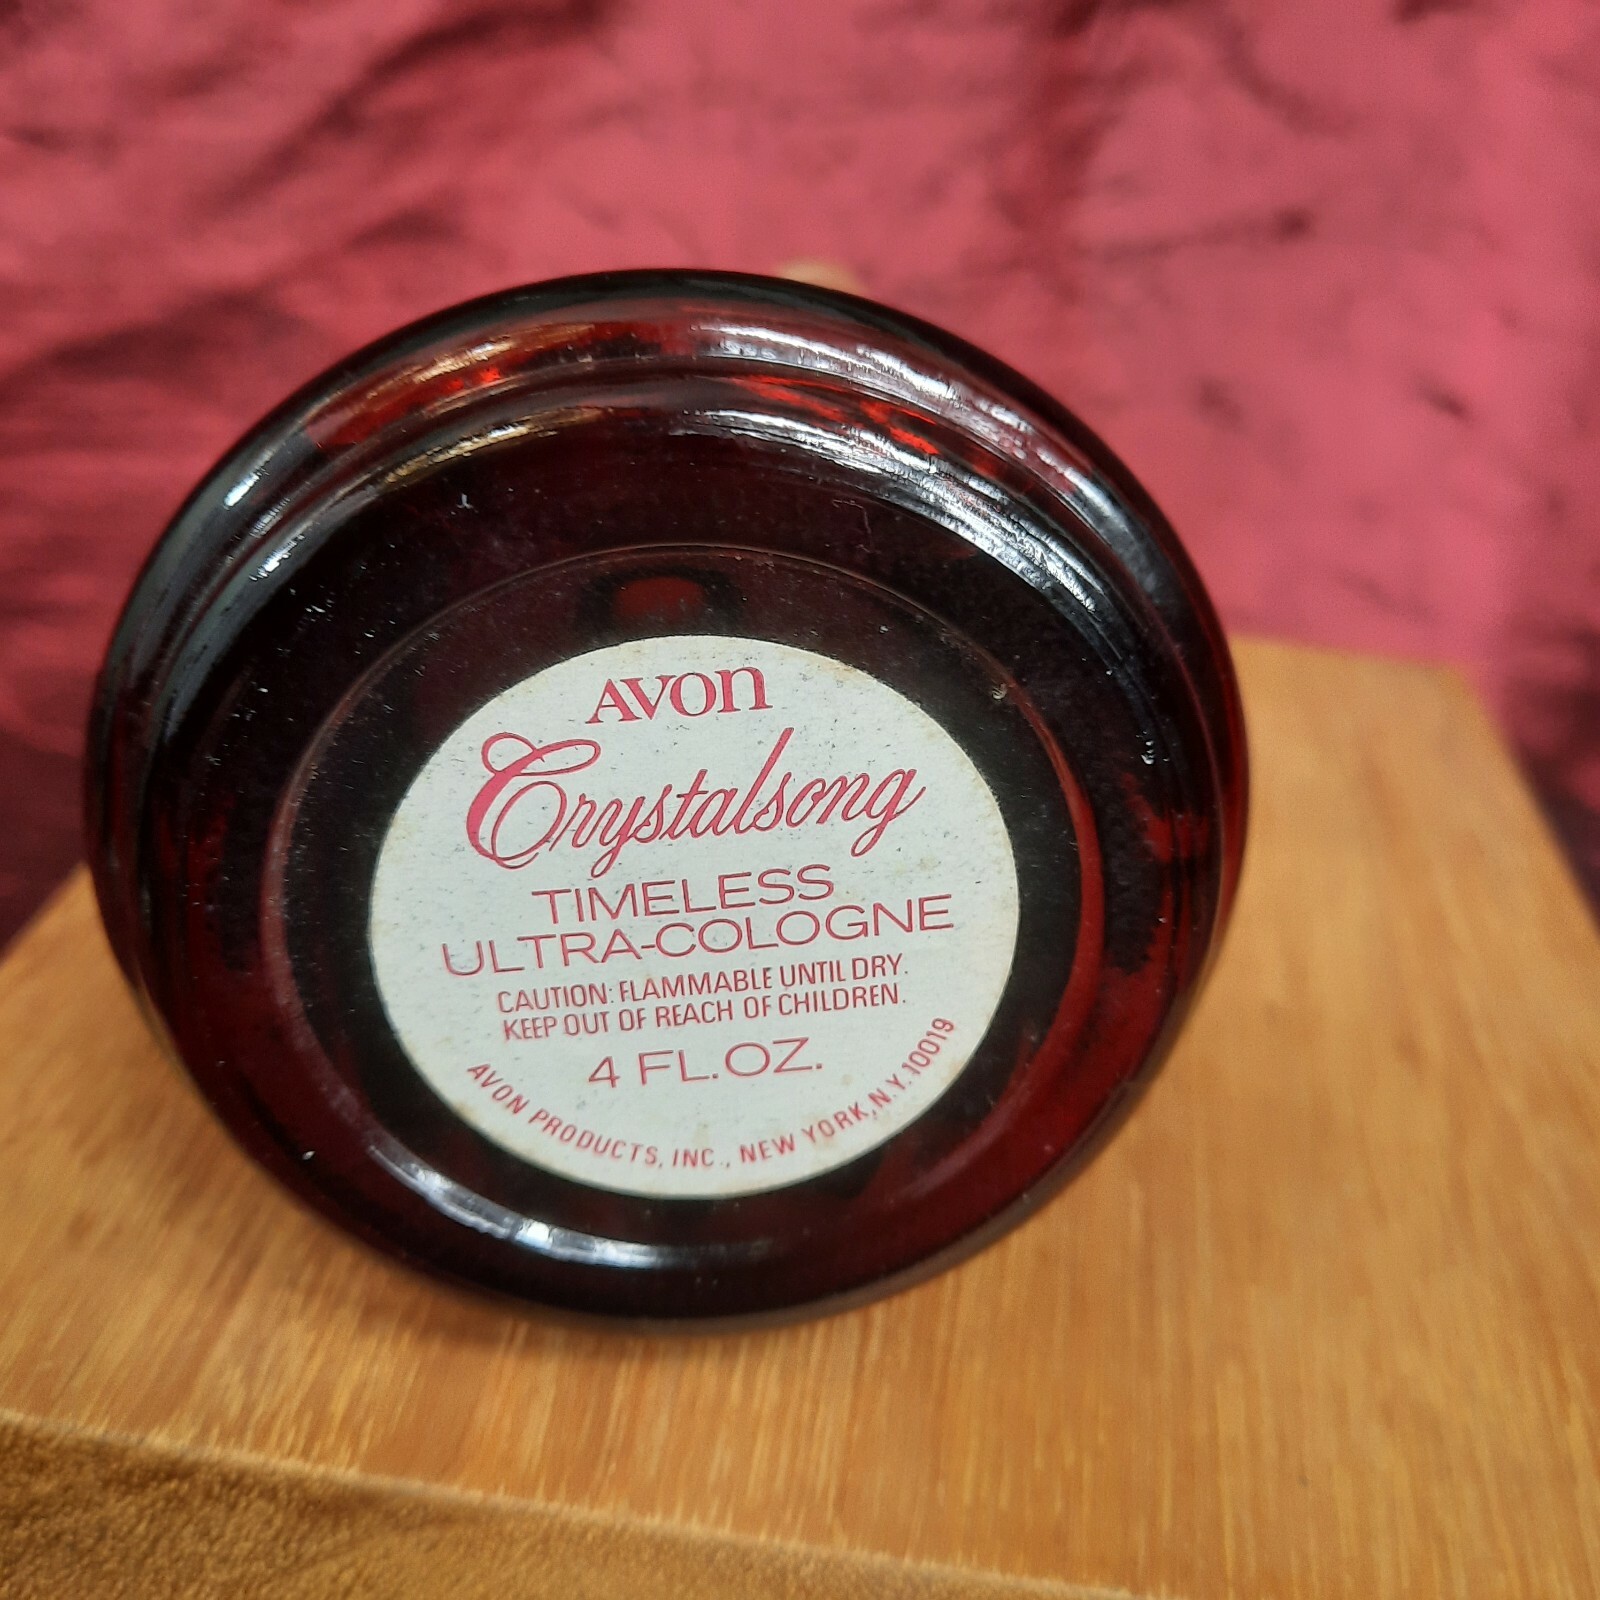 AVON
Crystalsong
TIMELESS
ULTRA-COLOGNE
CAUTION: FLAMMABLE UNTIL DRY.
KEEP OUT OF REACH OF CHILDREN.
4 FL.OZ.
AVON PRODUCTS, INC., NEW YORK, N.Y. 10019